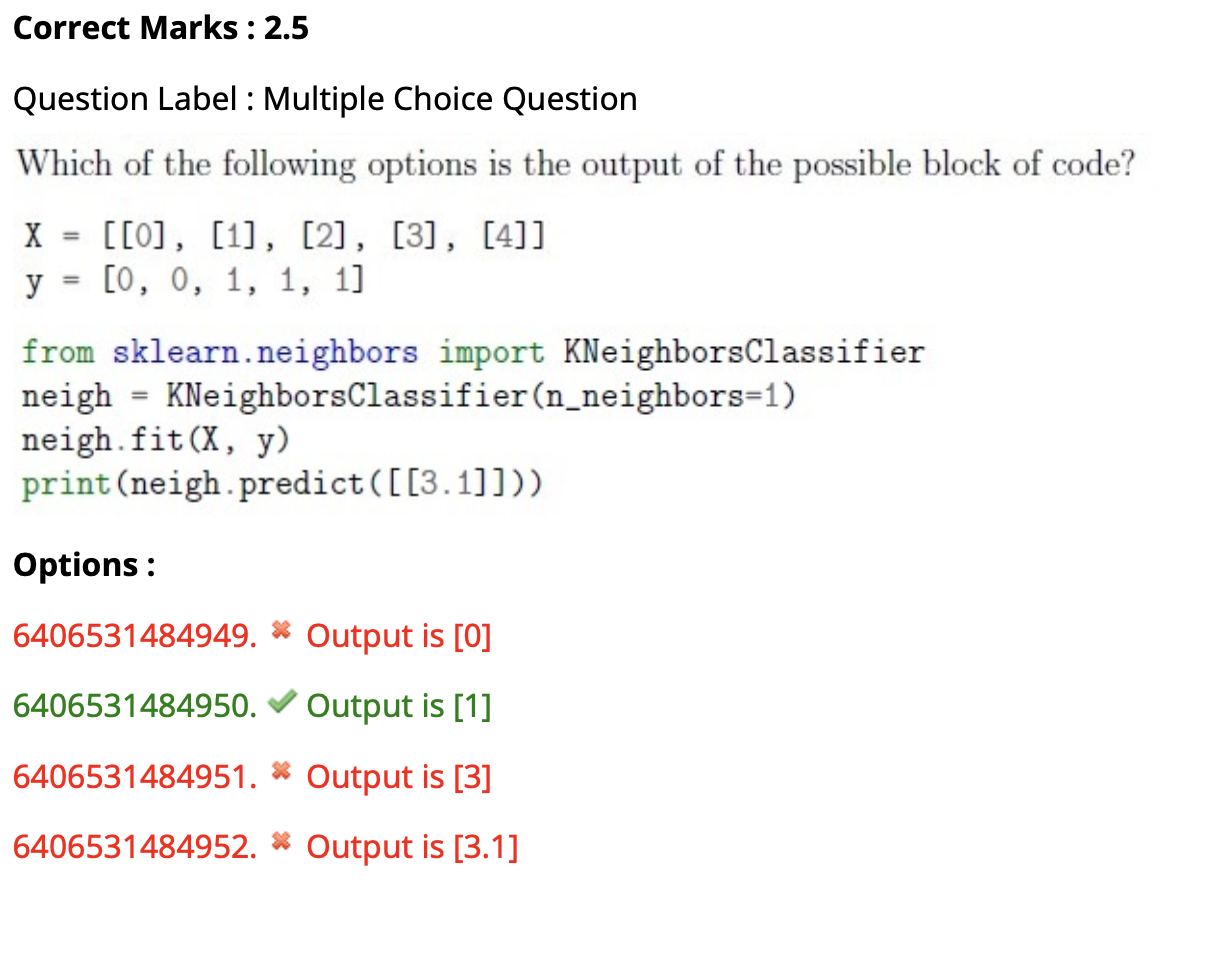 Correct Marks : 2.5
Question Label : Multiple Choice Question
Which of the following options is the output of the possible block of code?
X = [[0], [1], [2], [3], [4]]
y = [0, 0, 1, 1, 1]
from sklearn.neighbors import KNeighborsClassifier
neigh = KNeighborsClassifier(n_neighbors=1)
neigh.fit(X, y)
print(neigh.predict([[3.1]]))
Options :
6406531484949. ✖ Output is [0]
6406531484950. ✔ Output is [1]
6406531484951. ✖ Output is [3]
6406531484952. ✖ Output is [3.1]